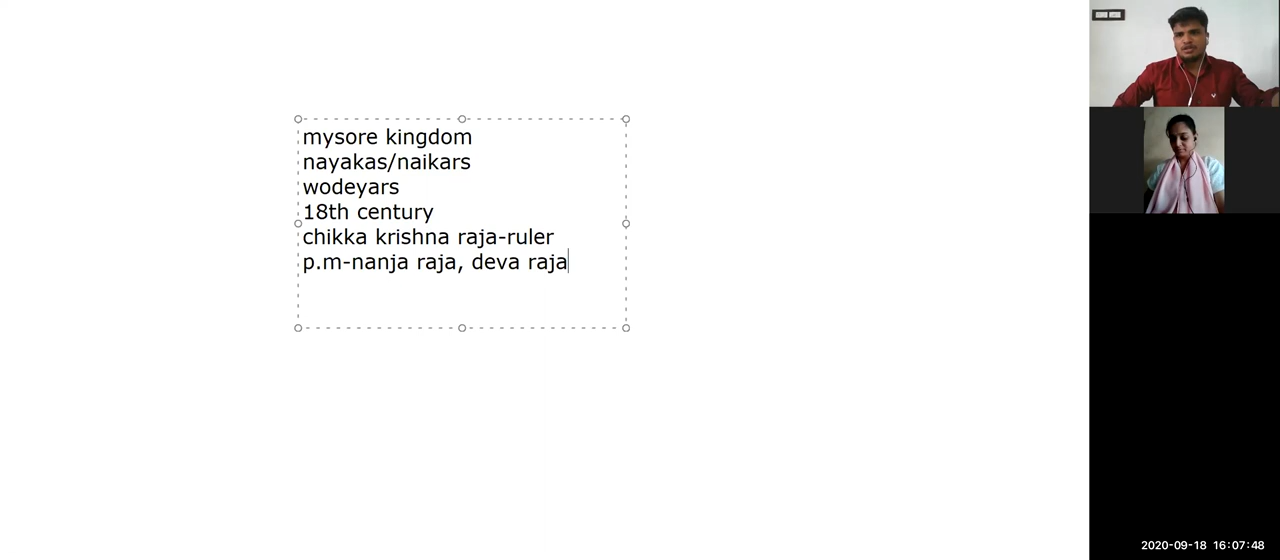 mysore kingdom
nayakas/naikars
wodeyars
18th century
chikka krishna raja-ruler
p.m-nanja raja, deva raja
2020-09-18 16:07:48